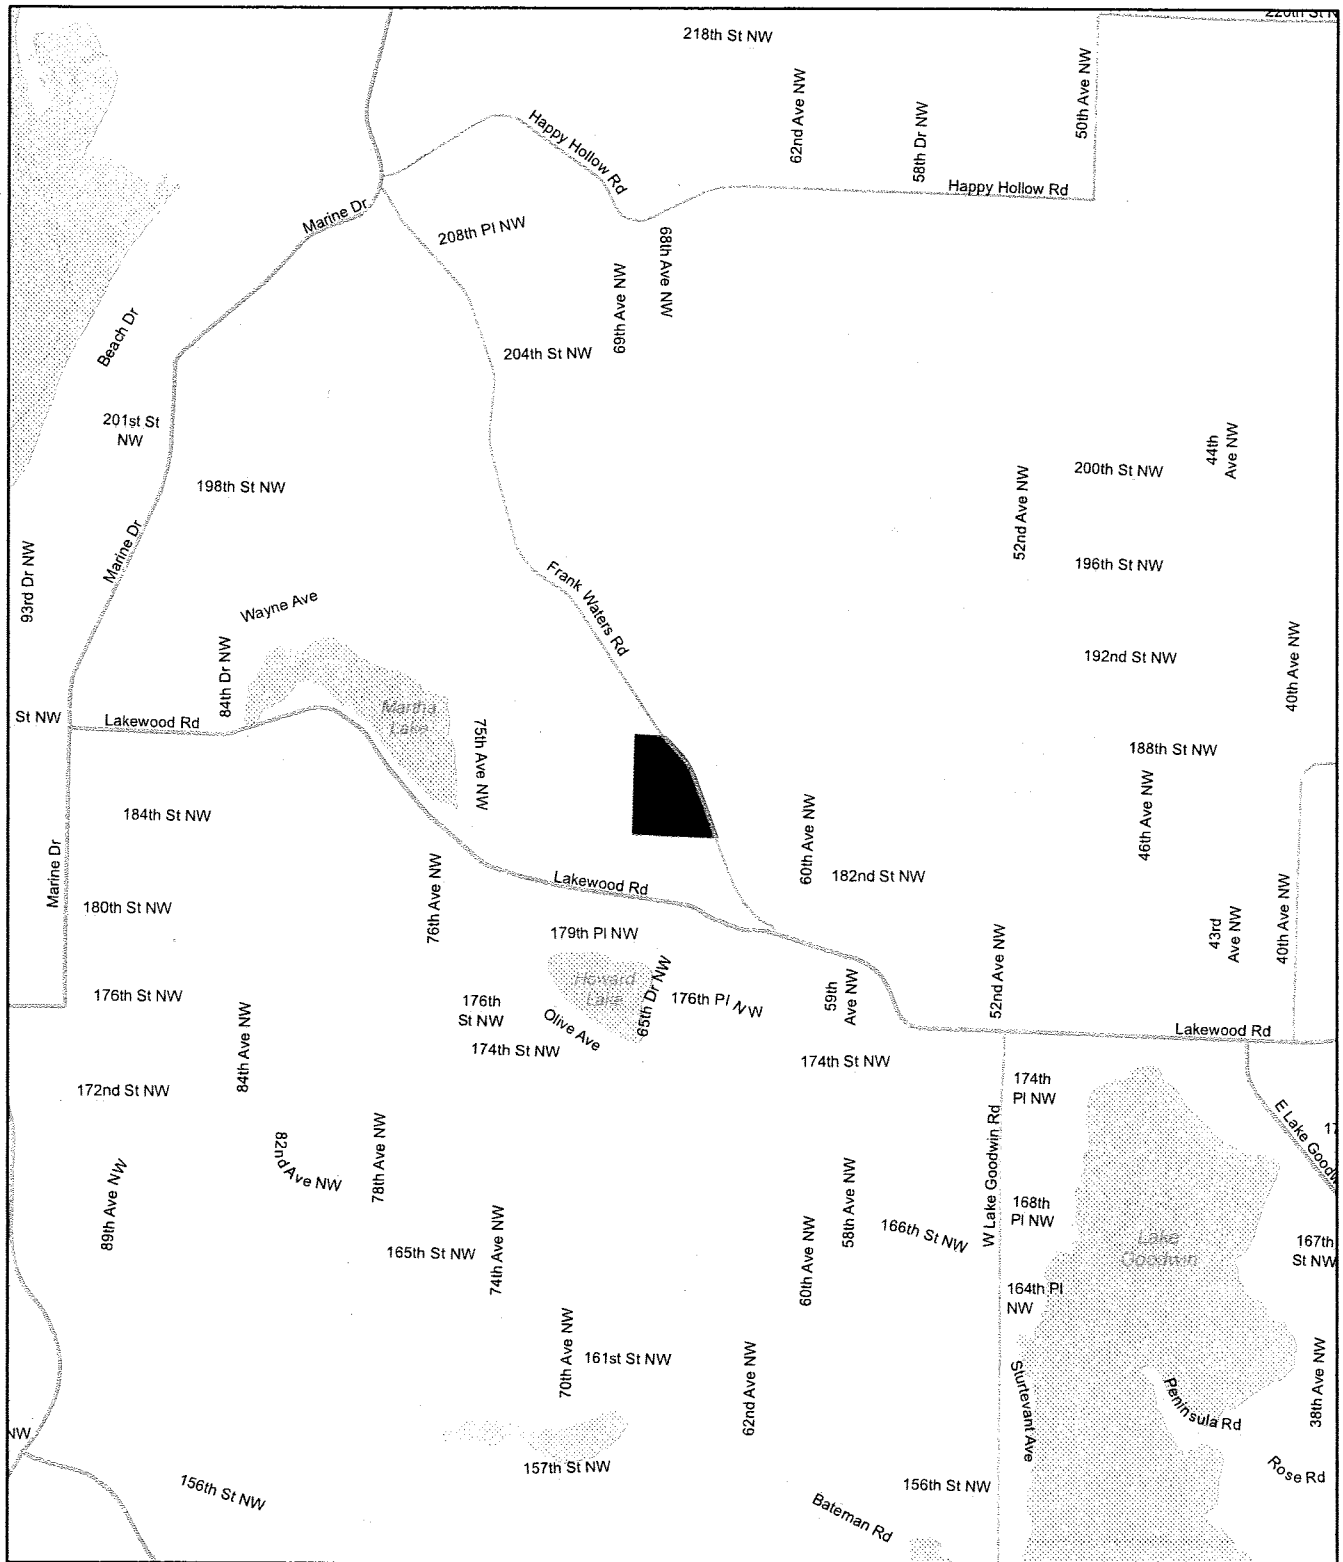 220th St N
218th St NW
62nd Ave NW
58th Dr NW
50th Ave NW
Happy Hollow Rd
Happy Hollow Rd
Marine Dr
208th Pl NW
68th Ave NW
69th Ave NW
Beach Dr
204th St NW
201st St
NW
198th St NW
44th
Ave NW
200th St NW
52nd Ave NW
196th St NW
Marine Dr
93rd Dr NW
Frank Waters Rd
Wayne Ave
84th Dr NW
192nd St NW
40th Ave NW
Martha
Lake
St NW
Lakewood Rd
75th Ave NW
188th St NW
46th Ave NW
184th St NW
60th Ave NW
182nd St NW
Marine Dr
76th Ave NW
Lakewood Rd
180th St NW
179th Pl NW
43rd
Ave NW
40th Ave NW
52nd Ave NW
Howard
Lake
65th Dr NW
176th St NW
176th
St NW
176th Pl NW
59th
Ave NW
Olive Ave
Lakewood Rd
84th Ave NW
174th St NW
174th St NW
172nd St NW
174th
Pl NW
E Lake Goodw
17
W Lake Goodwin Rd
82nd Ave NW
78th Ave NW
89th Ave NW
58th Ave NW
168th
Pl NW
166th St NW
165th St NW
74th Ave NW
60th Ave NW
Lake
Goodwin
167th
St NW
164th Pl
NW
70th Ave NW
161st St NW
62nd Ave NW
Sturtevant Ave
Peninsula Rd
38th Ave NW
NW
157th St NW
156th St NW
156th St NW
Bateman Rd
Rose Rd